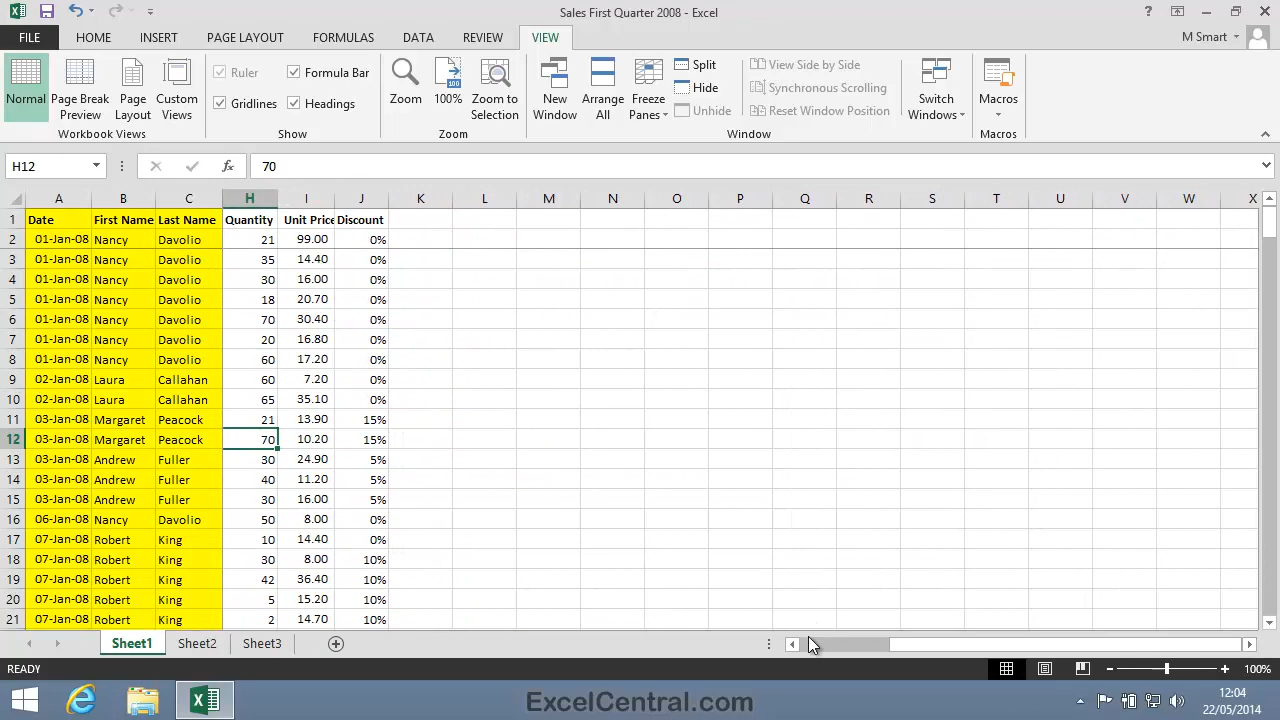 Sales First Quarter 2008 - Excel
FILE HOME INSERT PAGE LAYOUT FORMULAS DATA REVIEW VIEW M Smart
Normal Page Break Preview Page Layout Custom Views
Workbook Views
Ruler Formula Bar
Gridlines Headings
Show
Zoom 100% Zoom to Selection
Zoom
New Window Arrange All Freeze Panes
Split
Hide
Unhide
View Side by Side
Synchronous Scrolling
Reset Window Position
Window
Switch Windows
Macros
Macros
H12 fx 70
A B C H I J K L M N O P Q R S T U V W X
1 Date First Name Last Name Quantity Unit Price Discount
2 01-Jan-08 Nancy Davolio 21 99.00 0%
3 01-Jan-08 Nancy Davolio 35 14.40 0%
4 01-Jan-08 Nancy Davolio 30 16.00 0%
5 01-Jan-08 Nancy Davolio 18 20.70 0%
6 01-Jan-08 Nancy Davolio 70 30.40 0%
7 01-Jan-08 Nancy Davolio 20 16.80 0%
8 01-Jan-08 Nancy Davolio 60 17.20 0%
9 02-Jan-08 Laura Callahan 60 7.20 0%
10 02-Jan-08 Laura Callahan 65 35.10 0%
11 03-Jan-08 Margaret Peacock 21 13.90 15%
12 03-Jan-08 Margaret Peacock 70 10.20 15%
13 03-Jan-08 Andrew Fuller 30 24.90 5%
14 03-Jan-08 Andrew Fuller 40 11.20 5%
15 03-Jan-08 Andrew Fuller 30 16.00 5%
16 06-Jan-08 Nancy Davolio 50 8.00 0%
17 07-Jan-08 Robert King 10 14.40 0%
18 07-Jan-08 Robert King 30 8.00 10%
19 07-Jan-08 Robert King 42 36.40 10%
20 07-Jan-08 Robert King 5 15.20 10%
21 07-Jan-08 Robert King 2 14.70 10%
Sheet1 Sheet2 Sheet3
READY 100%
ExcelCentral.com
12:04
22/05/2014